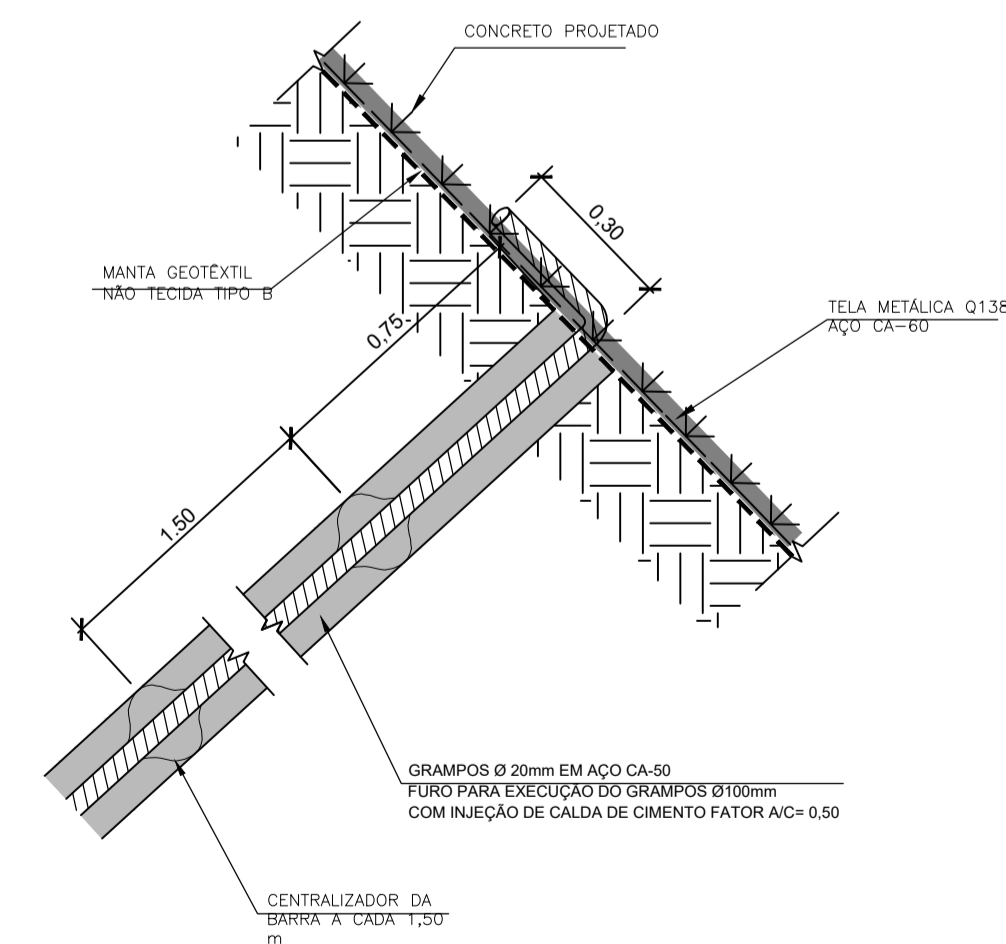 CONCRETO PROJETADO
0,30
MANTA GEOTÊXTIL
NÃO TECIDA TIPO B
0,75
TELA METÁLICA Q138
AÇO CA-60
1.50
GRAMPOS Ø 20mm EM AÇO CA-50
FURO PARA EXECUÇÃO DO GRAMPOS Ø100mm
COM INJEÇÃO DE CALDA DE CIMENTO FATOR A/C= 0,50
CENTRALIZADOR DA
BARRA A CADA 1,50
m